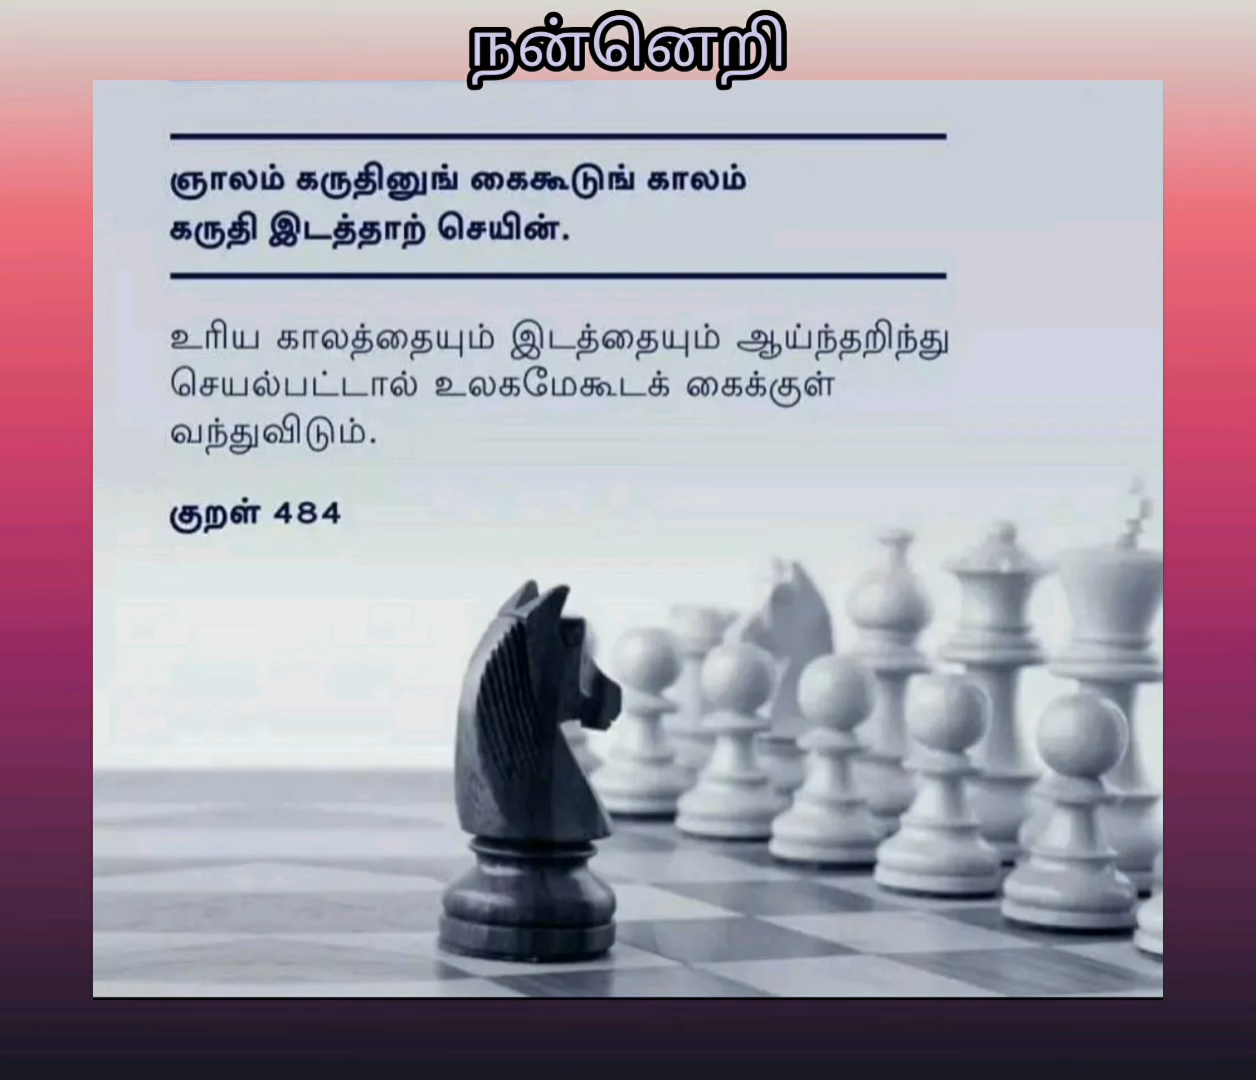 நன்னெறி
ஞாலம் கருதினுங் கைகூடுங் காலம்
கருதி இடத்தாற் செயின்.
உரிய காலத்தையும் இடத்தையும் ஆய்ந்தறிந்து
செயல்பட்டால் உலகமேகூடக் கைக்குள்
வந்துவிடும்.
குறள் 484